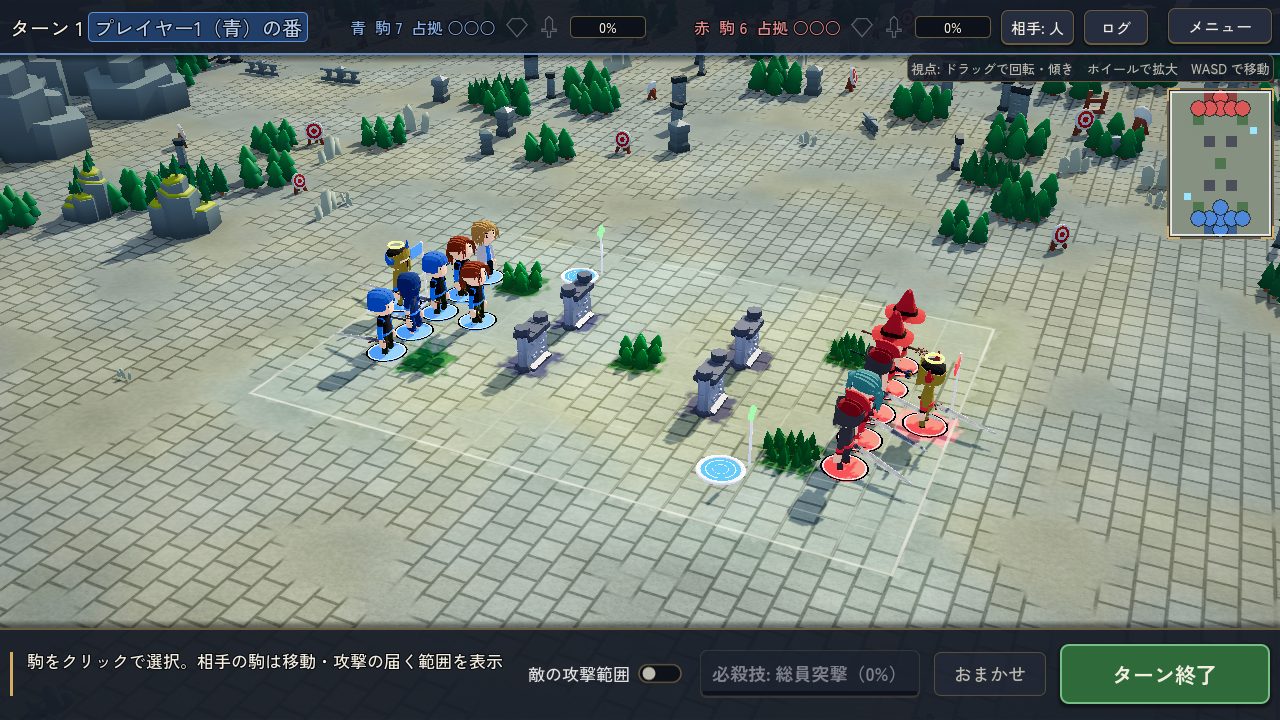 ターン 1 プレイヤー1（青）の番 青 駒 7 占拠 ○○○ 0% 赤 駒 6 占拠 ○○○ 0% 相手: 人 ログ メニュー
視点: ドラッグで回転・傾き ホイールで拡大 WASD で移動
駒をクリックで選択。相手の駒は移動・攻撃の届く範囲を表示
敵の攻撃範囲 必殺技: 総員突撃（0%） おまかせ ターン終了